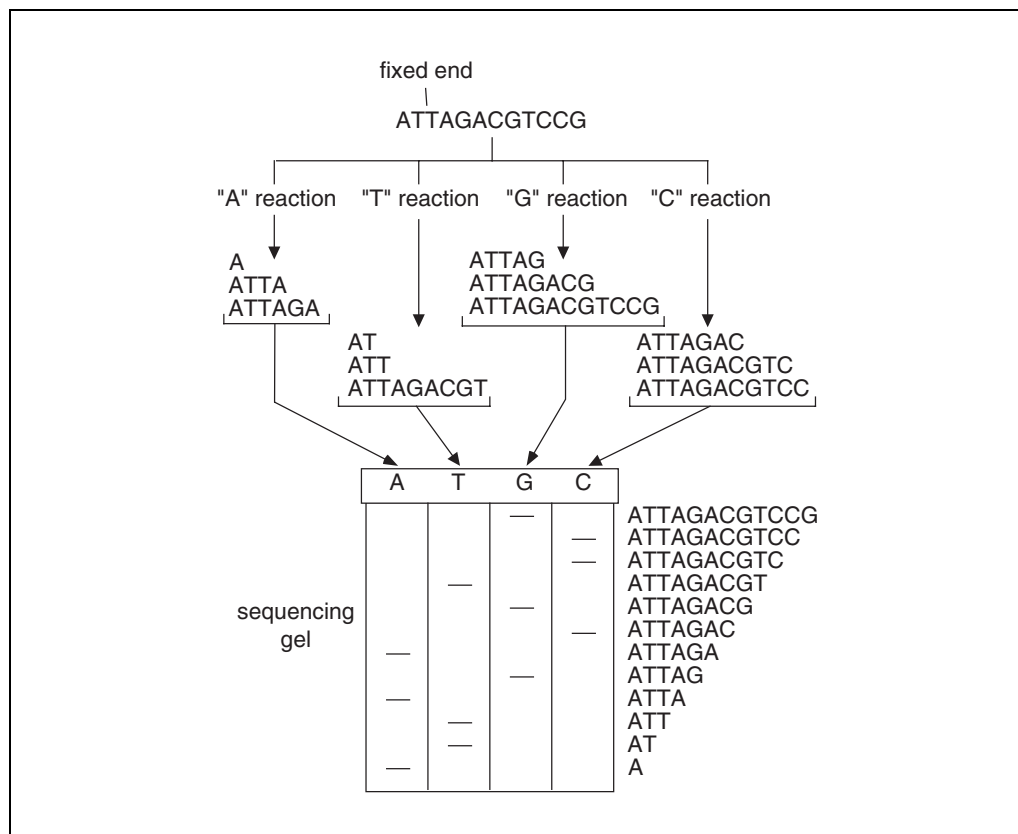 fixed end
ATTAGACGTCCG
"A" reaction "T" reaction "G" reaction "C" reaction
A
ATTA
ATTAGA
AT
ATT
ATTAGACGT
ATTAG
ATTAGACG
ATTAGACGTCCG
ATTAGAC
ATTAGACGTC
ATTAGACGTCC
A T G C
ATTAGACGTCCG
ATTAGACGTCC
ATTAGACGTC
ATTAGACGT
ATTAGACG
ATTAGAC
ATTAGA
ATTAG
ATTA
ATT
AT
A
sequencing
gel